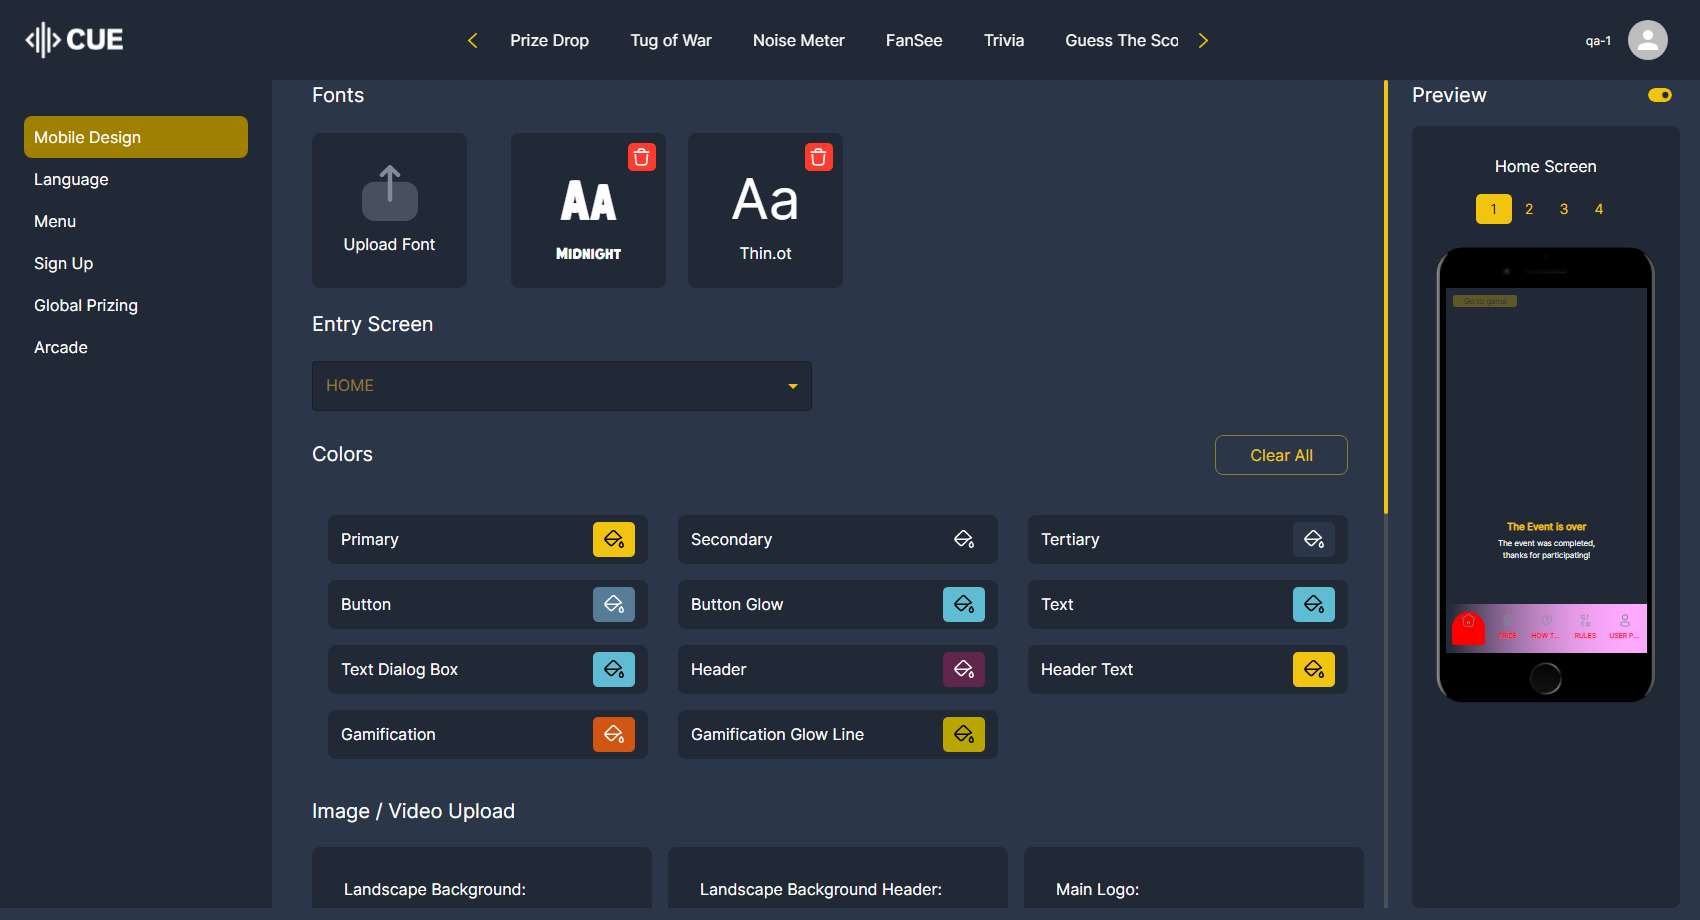 CUE
Prize Drop
Tug of War
Noise Meter
FanSee
Trivia
Guess The Sco
qa-1
Mobile Design
Language
Menu
Sign Up
Global Prizing
Arcade
Fonts
Upload Font
AA
MIDNIGHT
Aa
Thin.ot
Entry Screen
HOME
Colors
Clear All
Primary
Secondary
Tertiary
Button
Button Glow
Text
Text Dialog Box
Header
Header Text
Gamification
Gamification Glow Line
Image / Video Upload
Landscape Background:
Landscape Background Header:
Main Logo:
Preview
Home Screen
1 2 3 4
Go to game
The Event is over
The event was completed,
thanks for participating!
PRIZE
HOW T...
RULES
USER P...